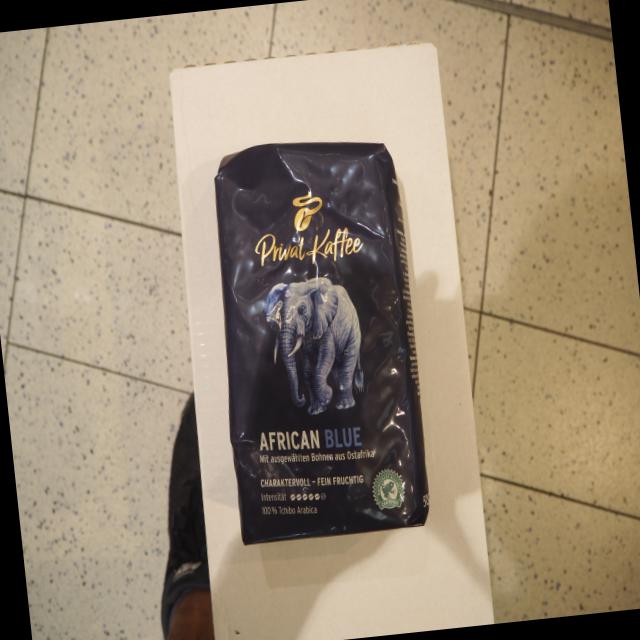 Privat Kaffee
AFRICAN BLUE
Mit ausgewählten Bohnen aus Ostafrika
CHARAKTERVOLL – FEIN FRUCHTIG
Intensität
100% Tchibo Arabica